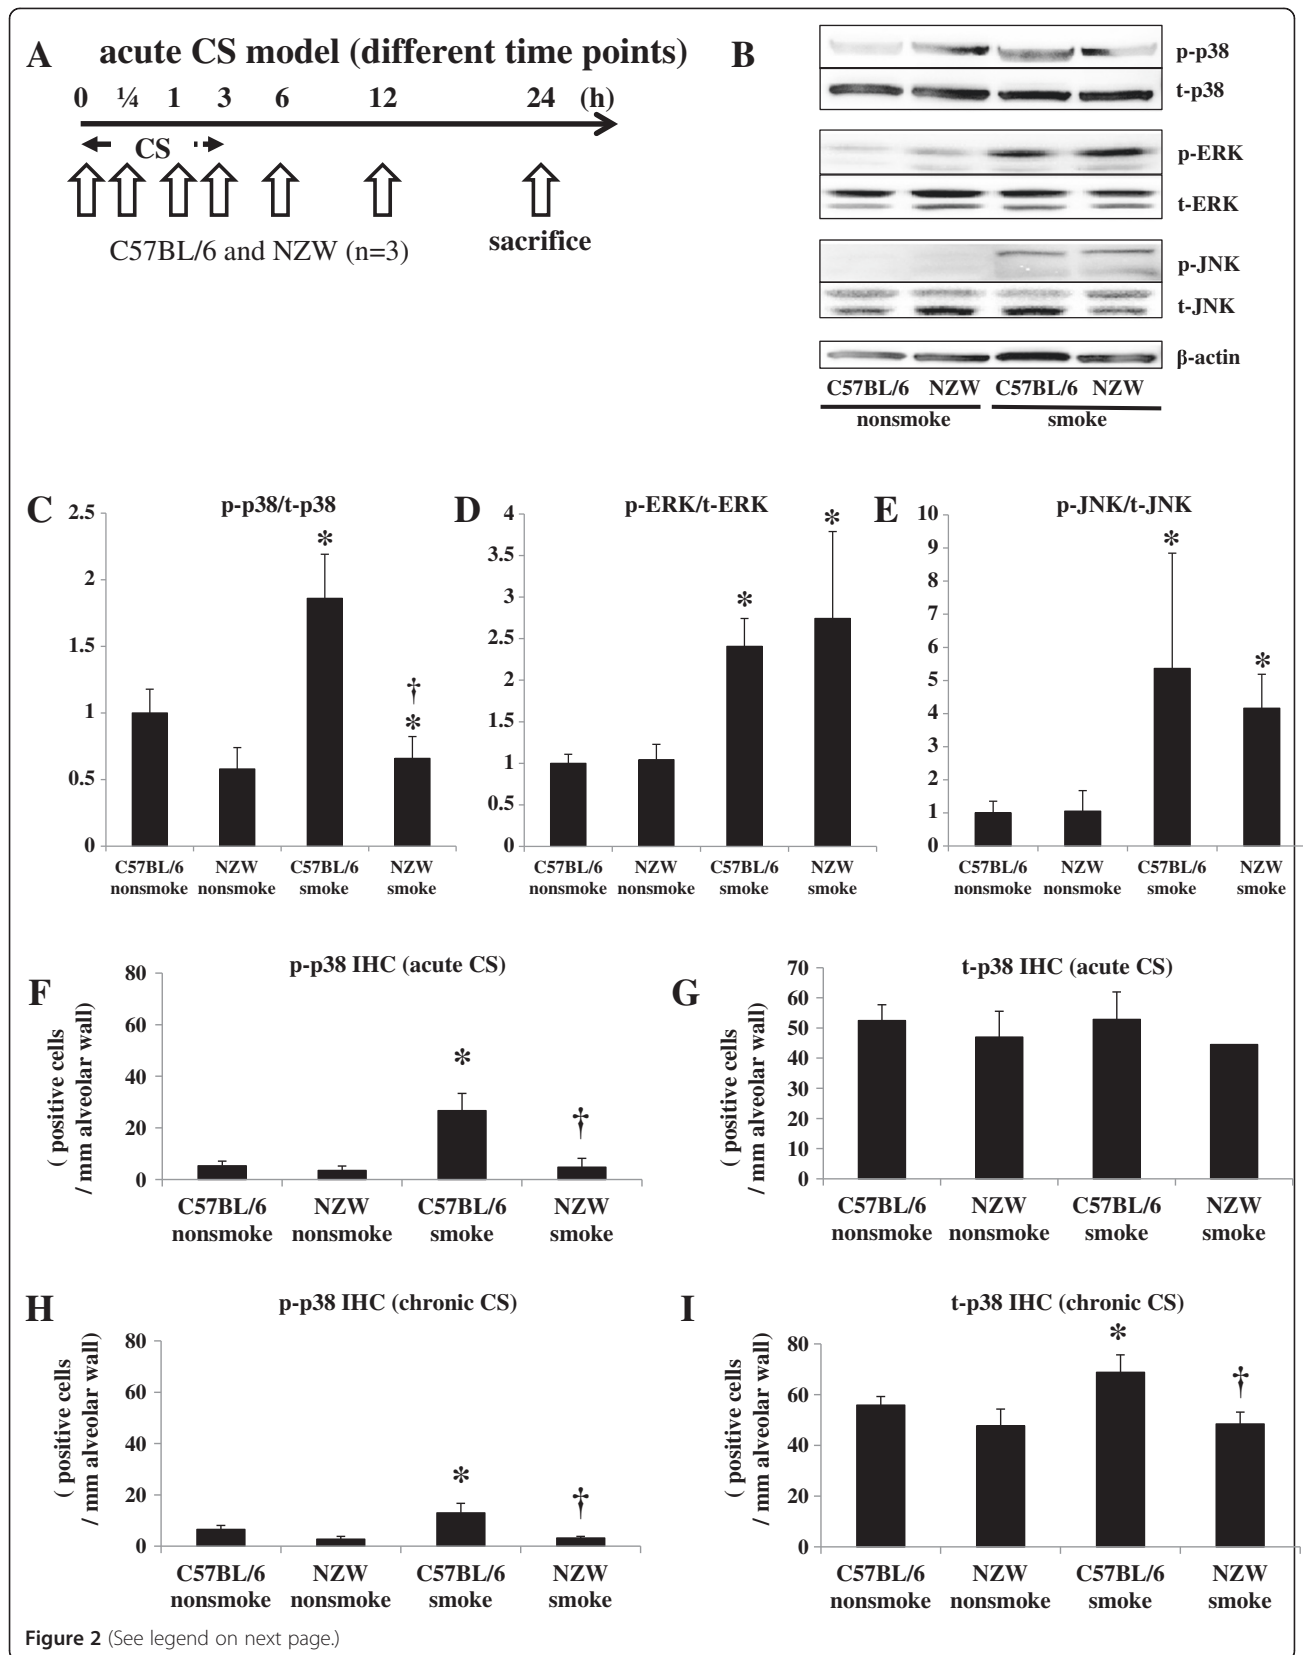 A acute CS model (different time points)
0 ¼ 1 3 6 12 24 (h)
CS
C57BL/6 and NZW (n=3)
sacrifice
B
p-p38
t-p38
p-ERK
t-ERK
p-JNK
t-JNK
β-actin
C57BL/6 NZW C57BL/6 NZW
nonsmoke smoke
C p-p38/t-p38
2.5
2
1.5
1
0.5
0
*
†
*
C57BL/6 NZW C57BL/6 NZW
nonsmoke nonsmoke smoke smoke
D p-ERK/t-ERK
4
3.5
3
2.5
2
1.5
1
0.5
0
*
*
C57BL/6 NZW C57BL/6 NZW
nonsmoke nonsmoke smoke smoke
E p-JNK/t-JNK
10
9
8
7
6
5
4
3
2
1
0
*
*
C57BL/6 NZW C57BL/6 NZW
nonsmoke nonsmoke smoke smoke
F p-p38 IHC (acute CS)
( positive cells
/ mm alveolar wall)
80
60
40
20
0
*
†
C57BL/6 NZW C57BL/6 NZW
nonsmoke nonsmoke smoke smoke
G t-p38 IHC (acute CS)
( positive cells
/ mm alveolar wall)
70
60
50
40
30
20
10
0
C57BL/6 NZW C57BL/6 NZW
nonsmoke nonsmoke smoke smoke
H p-p38 IHC (chronic CS)
( positive cells
/ mm alveolar wall)
80
60
40
20
0
*
†
C57BL/6 NZW C57BL/6 NZW
nonsmoke nonsmoke smoke smoke
I t-p38 IHC (chronic CS)
( positive cells
/ mm alveolar wall)
80
60
40
20
0
*
†
C57BL/6 NZW C57BL/6 NZW
nonsmoke nonsmoke smoke smoke
Figure 2 (See legend on next page.)